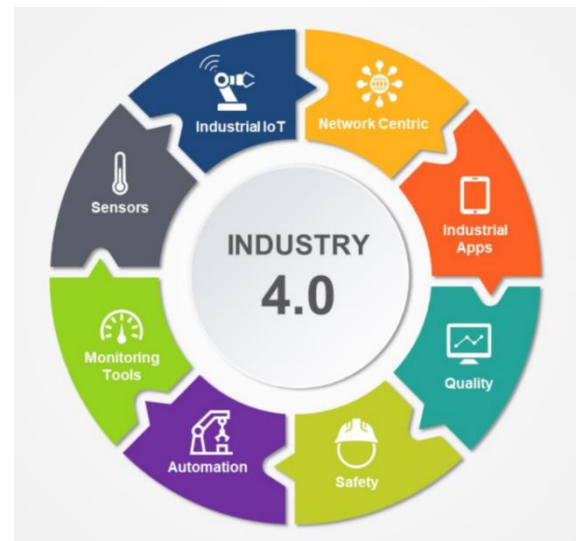 INDUSTRY
4.0
Industrial IoT
Network Centric
Industrial
Apps
Quality
Safety
Automation
Monitoring
Tools
Sensors